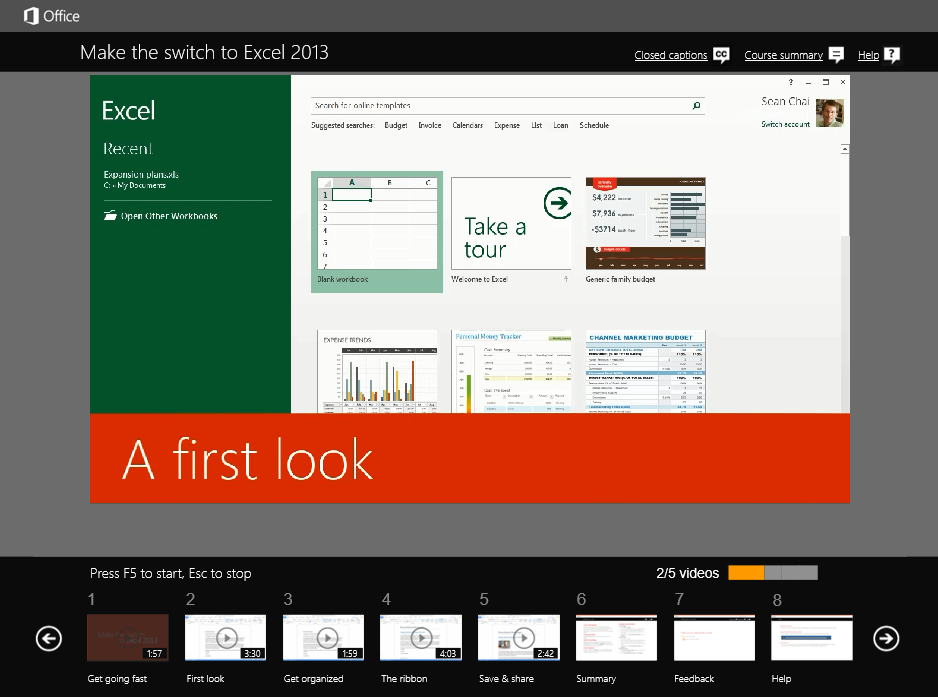 Office
Make the switch to Excel 2013
Closed captions CC
Course summary
Help ?
Excel
Recent
Expansion plans.xls
C: » My Documents
Open Other Workbooks
Search for online templates
Suggested searches: Budget Invoice Calendars Expense List Loan Schedule
Sean Chai
Switch account
A B C
1
2
3
4
5
6
7
Blank workbook
Take a
tour
Welcome to Excel
$4,222
$7,936
-$3714
Generic family budget
EXPENSE TRENDS
Personal Money Tracker
CHANNEL MARKETING BUDGET
A first look
Press F5 to start, Esc to stop
2/5 videos
1 2 3 4 5 6 7 8
1:57 3:30 1:59 4:03 2:42
Get going fast First look Get organized The ribbon Save & share Summary Feedback Help